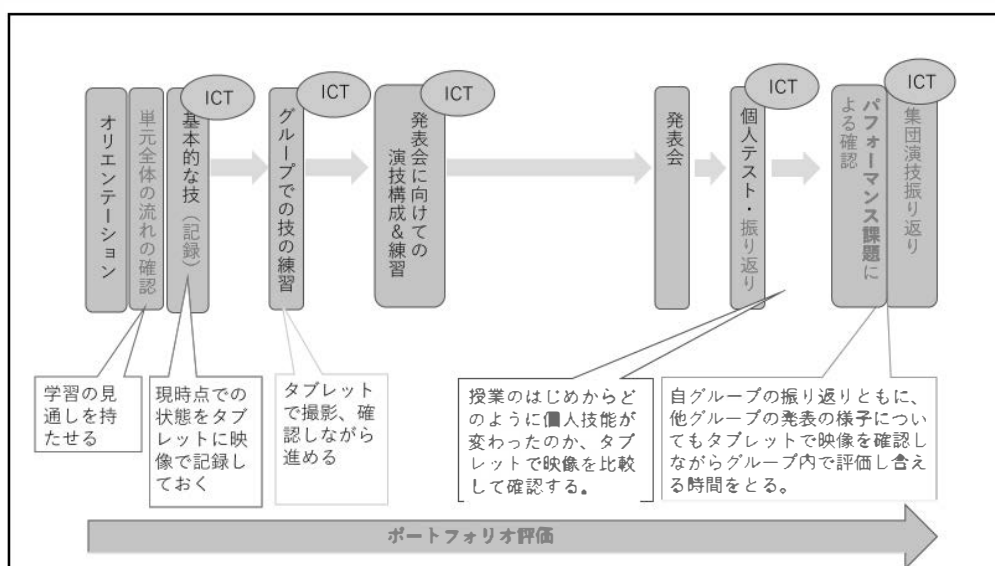 ICT
ICT
ICT
ICT
ICT
オリエンテーション
単元全体の流れの確認
基本的な技（記録）
グループでの技の練習
発表会に向けての
演技構成＆練習
発表会
個人テスト・振り返り
パフォーマンス課題に
よる確認
集団演技振り返り
学習の見
通しを持
たせる
現時点での
状態をタブ
レットに映
像で記録し
ておく
タブレット
で撮影、確
認しながら
進める
授業のはじめからど
のように個人技能が
変わったのか、タブ
レットで映像を比較
して確認する。
自グループの振り返りともに、
他グループの発表の様子につい
てもタブレットで映像を確認し
ながらグループ内で評価し合え
る時間をとる。
ポートフォリオ評価